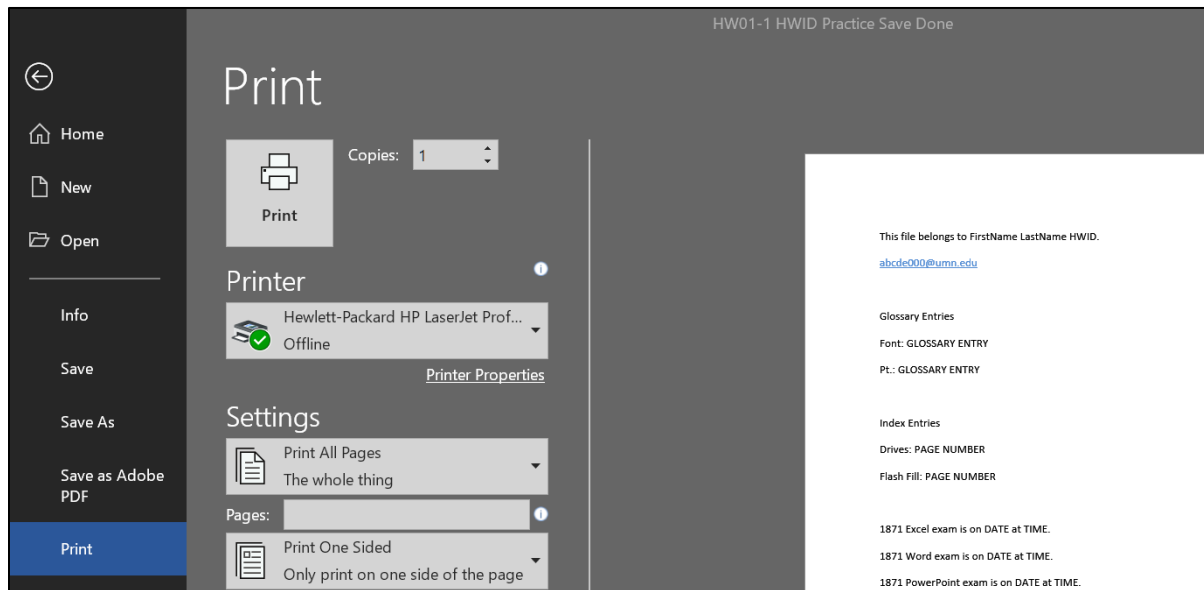 HW01-1 HWID Practice Save Done
Home
New
Open
Info
Save
Save As
Save as Adobe
PDF
Print
Print
Copies: 1
Print
Printer
Hewlett-Packard HP LaserJet Prof...
Offline
Printer Properties
Settings
Print All Pages
The whole thing
Pages:
Print One Sided
Only print on one side of the page
This file belongs to FirstName LastName HWID.
abcde000@umn.edu
Glossary Entries
Font: GLOSSARY ENTRY
Pt.: GLOSSARY ENTRY
Index Entries
Drives: PAGE NUMBER
Flash Fill: PAGE NUMBER
1871 Excel exam is on DATE at TIME.
1871 Word exam is on DATE at TIME.
1871 PowerPoint exam is on DATE at TIME.